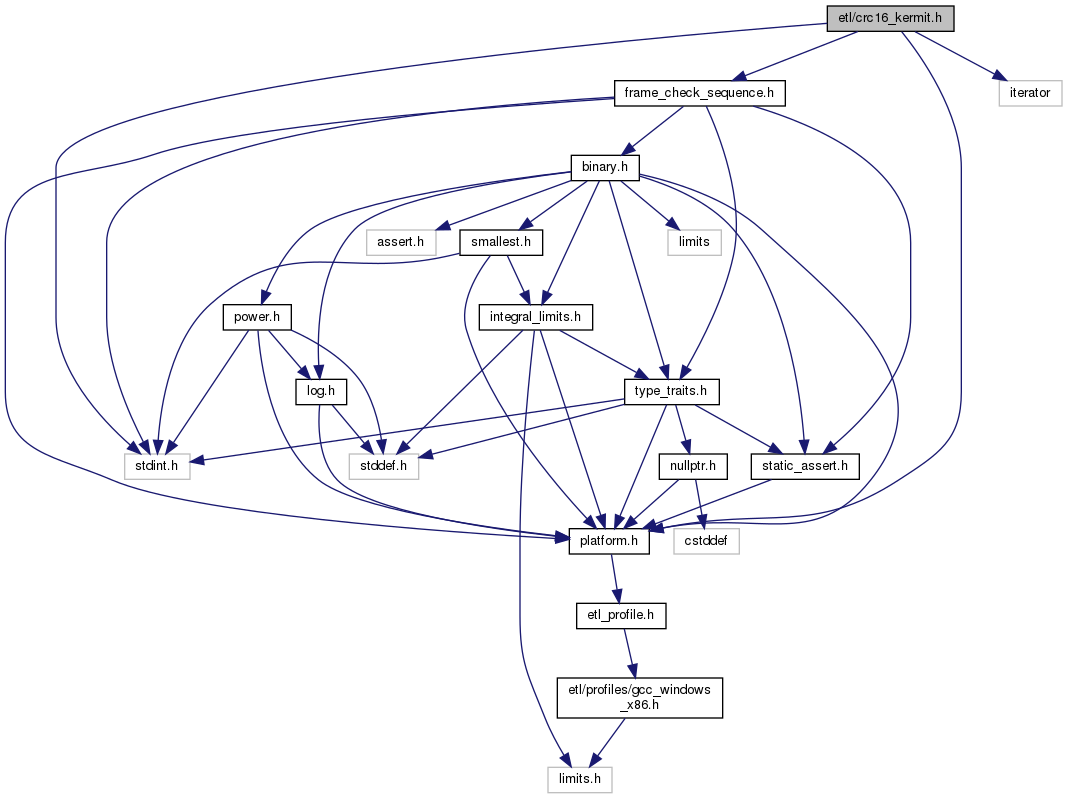 etl/crc16_kermit.h
frame_check_sequence.h
iterator
binary.h
assert.h
smallest.h
limits
power.h
integral_limits.h
log.h
type_traits.h
stdint.h
stddef.h
nullptr.h
static_assert.h
platform.h
cstddef
etl_profile.h
etl/profiles/gcc_windows
_x86.h
limits.h